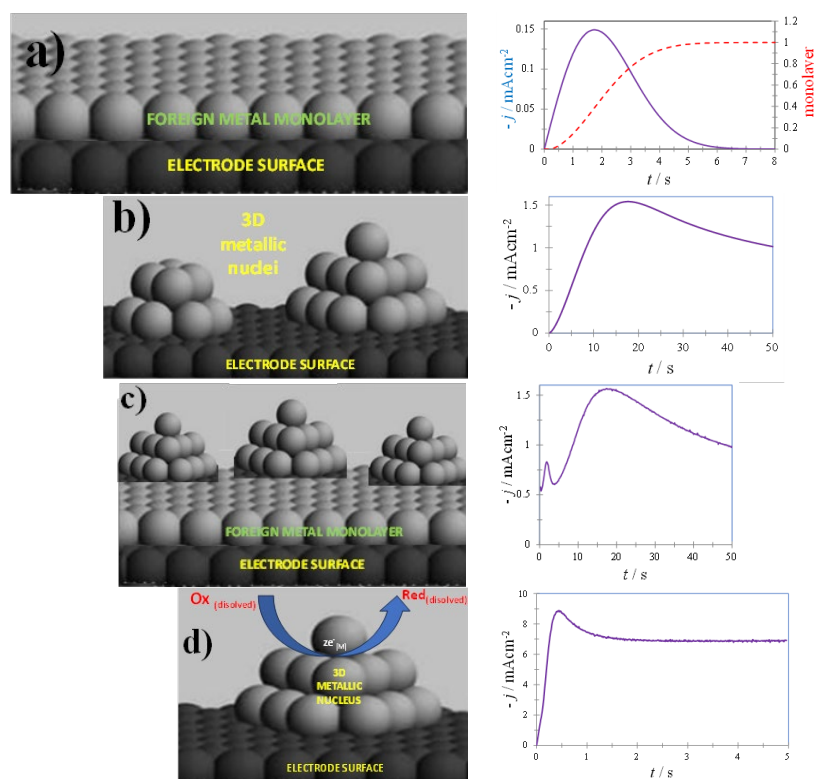 a)
FOREIGN METAL MONOLAYER
ELECTRODE SURFACE
0.15
0.1
0.05
0
- j / mAcm-2
0 1 2 3 4 5 6 7 8
t / s
1.2
1.0
0.8
0.6
0.4
0.2
0
monolayer
b)
3D
metallic
nuclei
ELECTRODE SURFACE
1.5
1
0.5
0
- j / mAcm-2
0 10 20 30 40 50
t / s
c)
FOREIGN METAL MONOLAYER
ELECTRODE SURFACE
1.5
1
0.5
0
- j / mAcm-2
0 10 20 30 40 50
t / s
d)
Ox (disolved)
Red(disolved)
ze- [M]
3D
METALLIC
NUCLEUS
ELECTRODE SURFACE
10
8
6
4
2
0
- j / mAcm-2
0 1 2 3 4 5
t / s